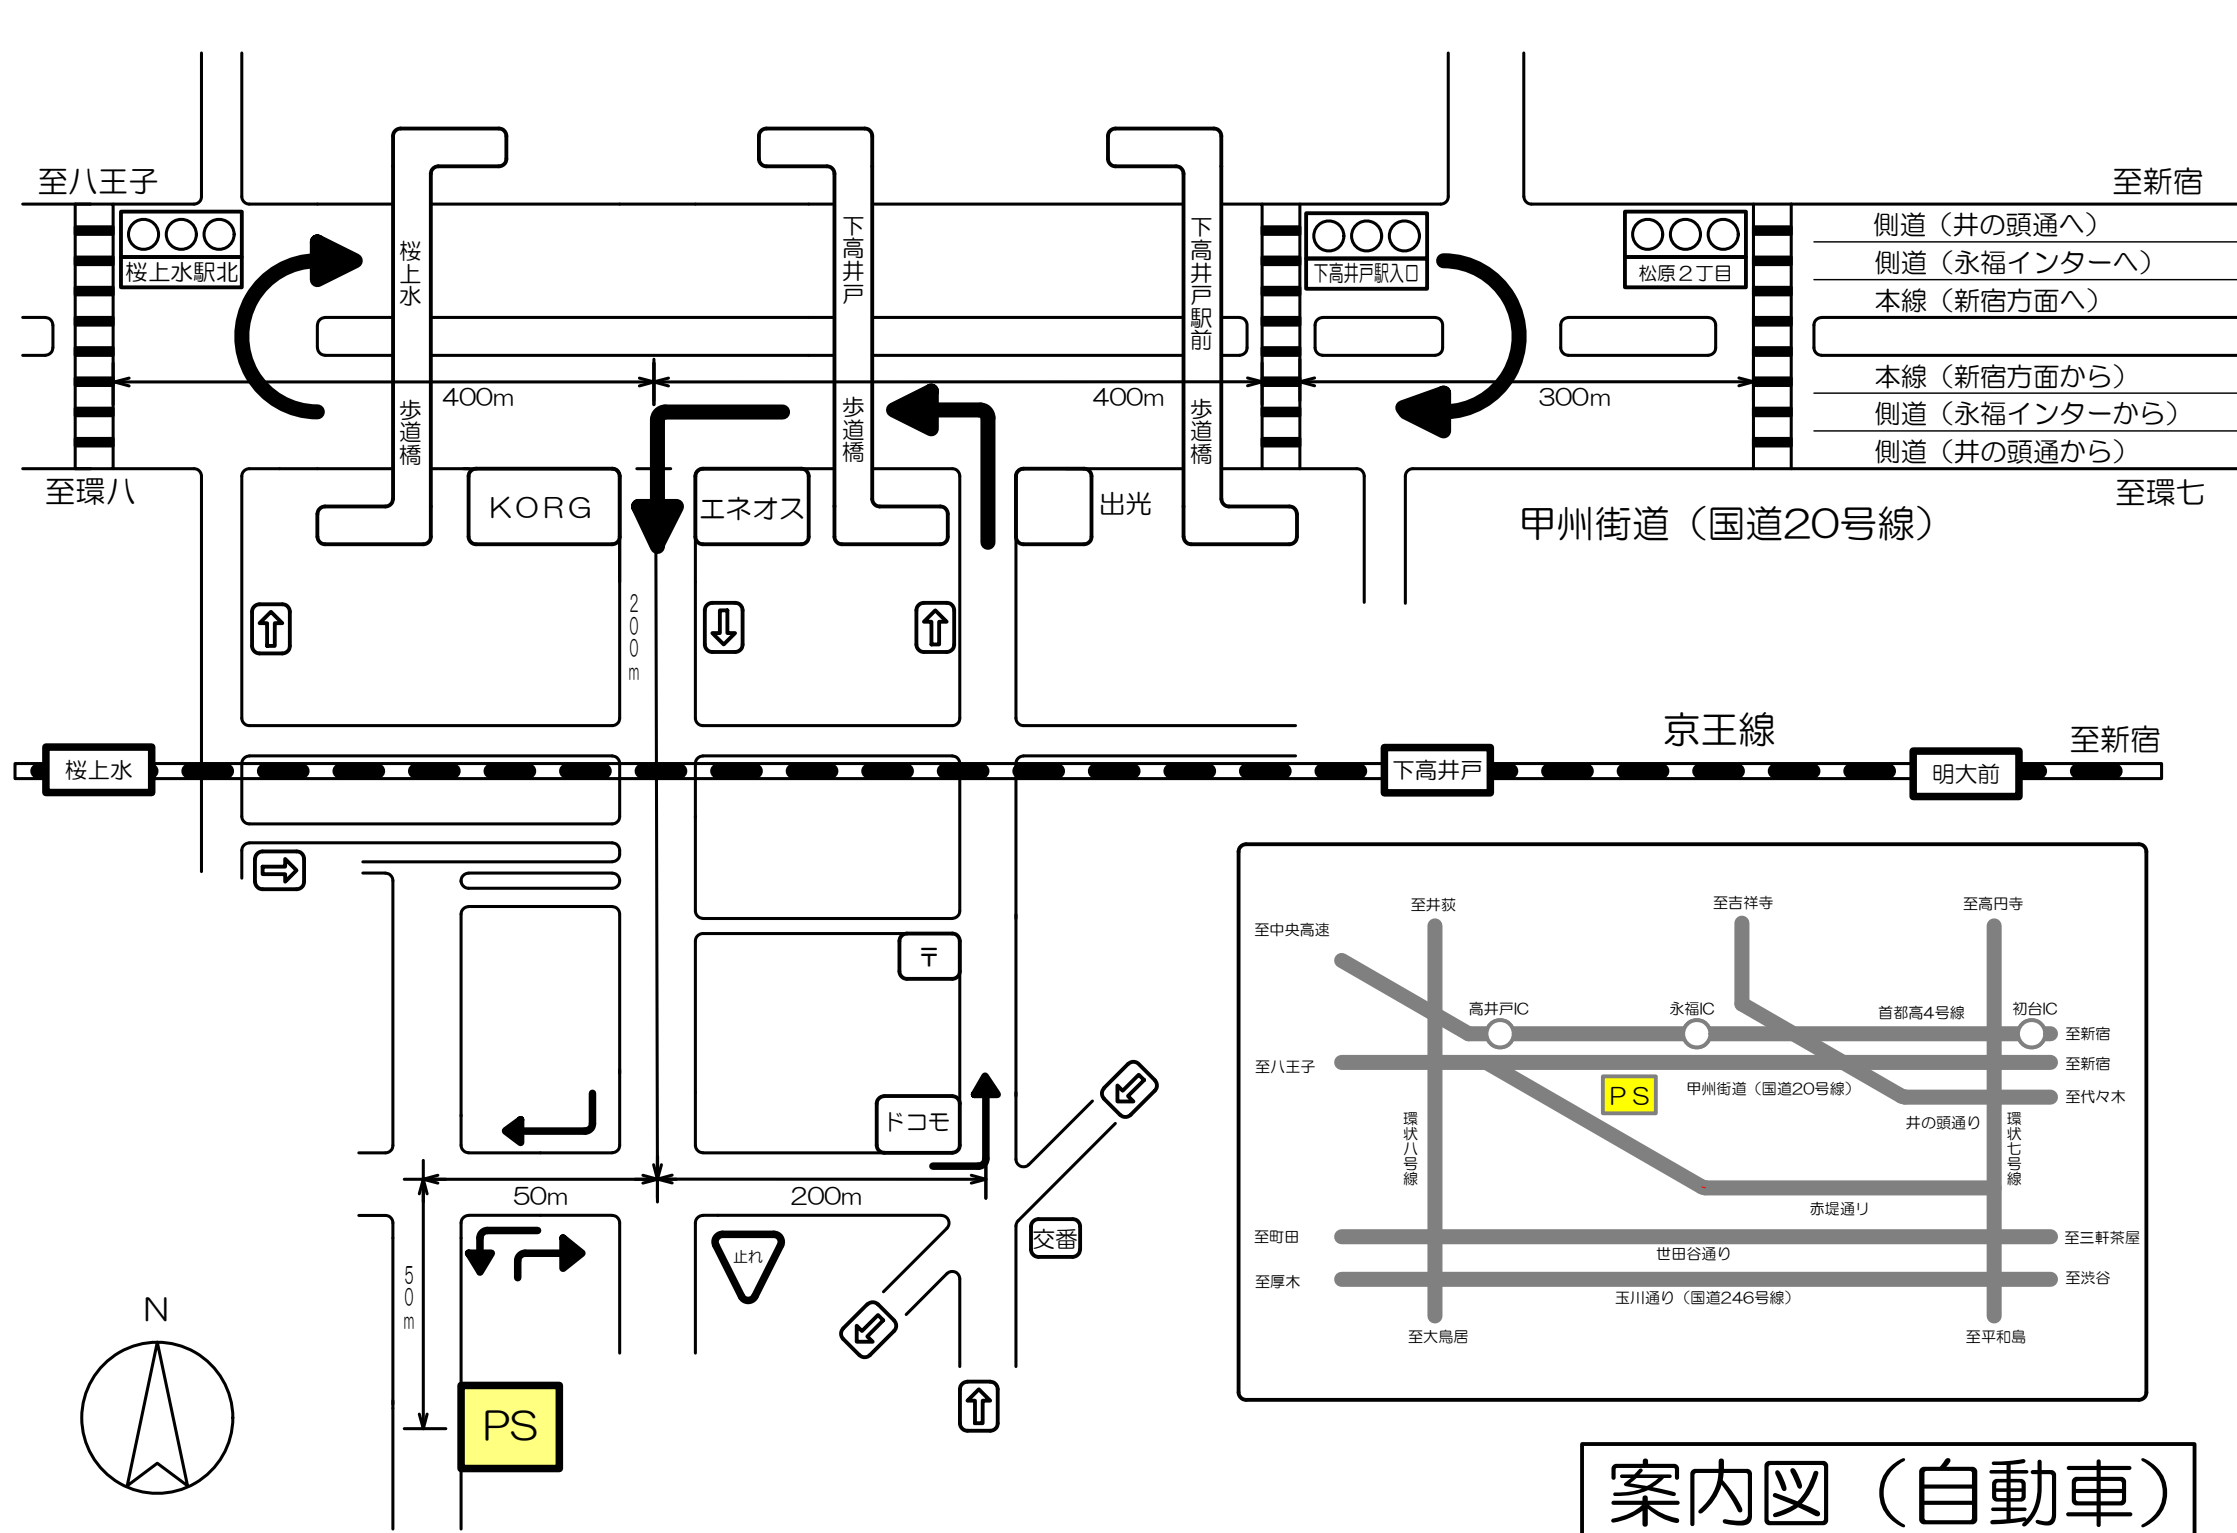 至八王子
至新宿
桜上水駅北
下高井戸駅入口
松原2丁目
側道（井の頭通へ）
側道（永福インターへ）
本線（新宿方面へ）
本線（新宿方面から）
側道（永福インターから）
側道（井の頭通から）
桜上水
歩道橋
下高井戸
歩道橋
下高井戸駅前
歩道橋
400m
400m
300m
至環八
至環七
KORG
エネオス
出光
甲州街道（国道20号線）
200m
京王線
至新宿
桜上水
下高井戸
明大前
〒
ドコモ
50m
200m
交番
止れ
50m
N
PS
至井荻
至吉祥寺
至高円寺
至中央高速
高井戸IC
永福IC
首都高4号線
初台IC
至新宿
至八王子
至新宿
PS
甲州街道（国道20号線）
至代々木
環状八号線
井の頭通り
環状七号線
赤堤通り
至町田
世田谷通り
至三軒茶屋
至厚木
玉川通り（国道246号線）
至渋谷
至大鳥居
至平和島
案内図（自動車）